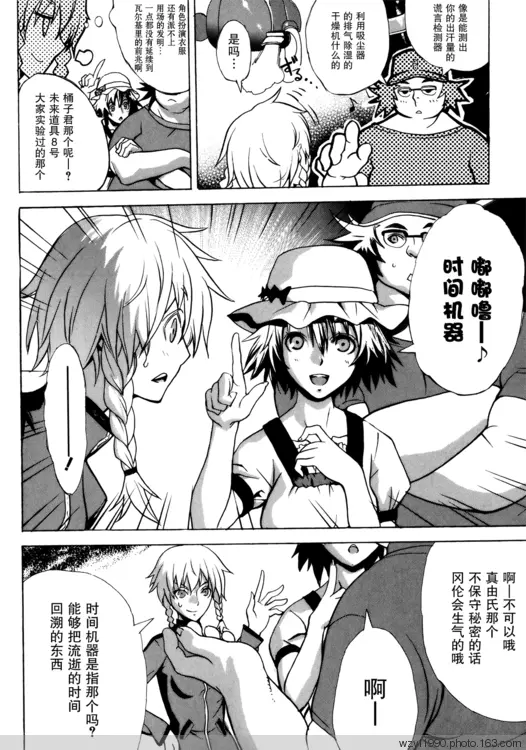 像是能測出
你的出汗量的
谎言检测器
利用吸尘器
的排气除湿的
干燥机什么的
是吗…
角色扮演衣服
还有派不上
用场的发明…
一点都没有延续到
瓦尔基里的前兆啊
桶子君那个呢—？
未来道具8号
大家实验过的那个
嘟嘟噜—♪
时间机器
——！
啊—不可以哦
真由氏那个
不保守秘密的话
冈伦会生气的哦
啊—
时间机器是指那个吗？
能够把流逝的时间
回溯的东西
wzyl1990.photo.163.com